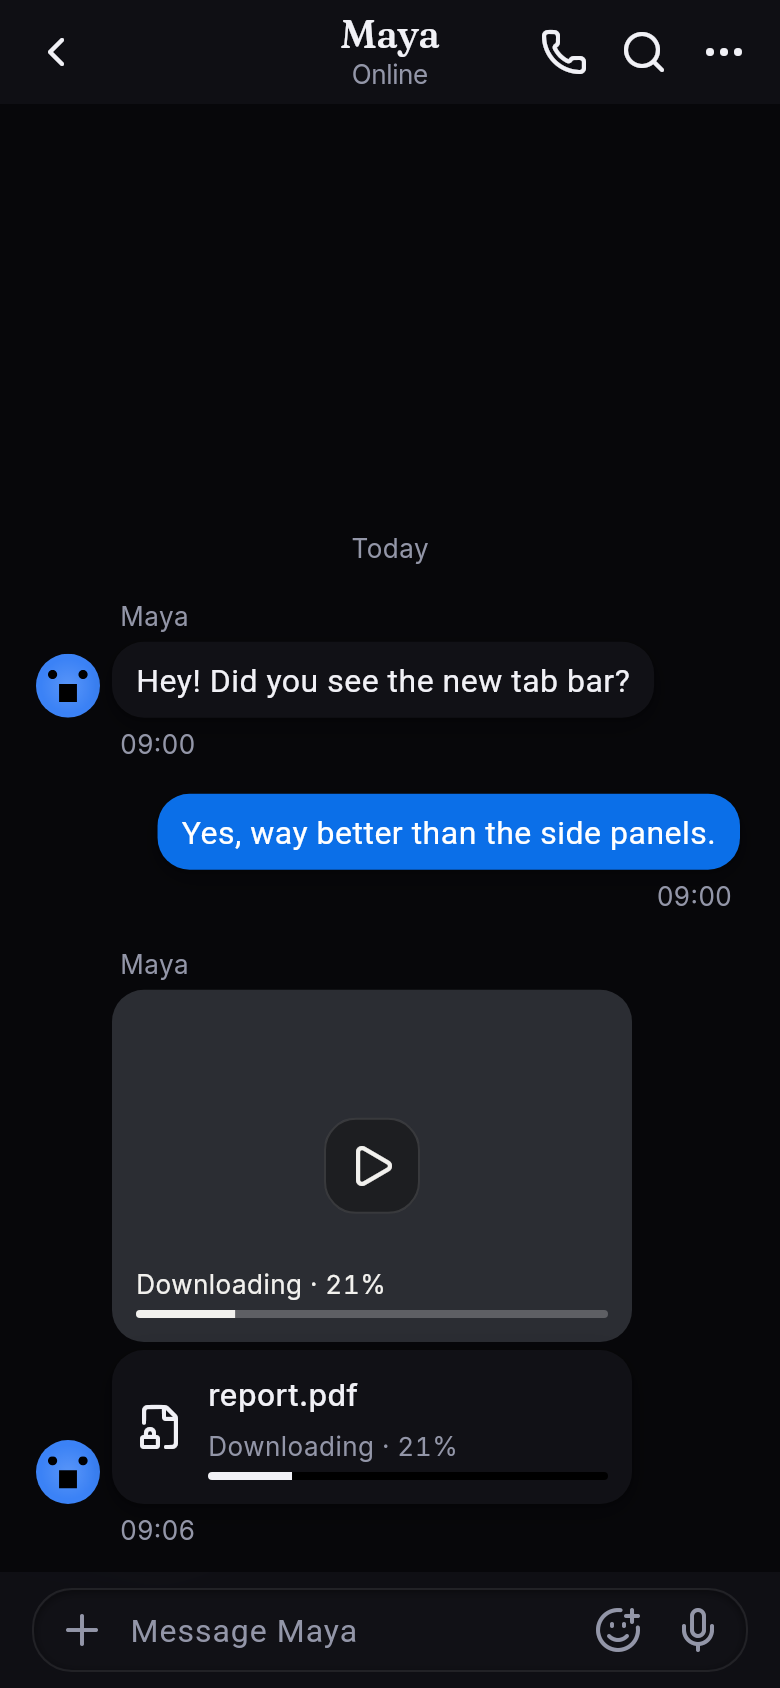 Maya
Online
Today
Maya
Hey! Did you see the new tab bar?
09:00
Yes, way better than the side panels.
09:00
Maya
Downloading · 21%
report.pdf
Downloading · 21%
09:06
Message Maya